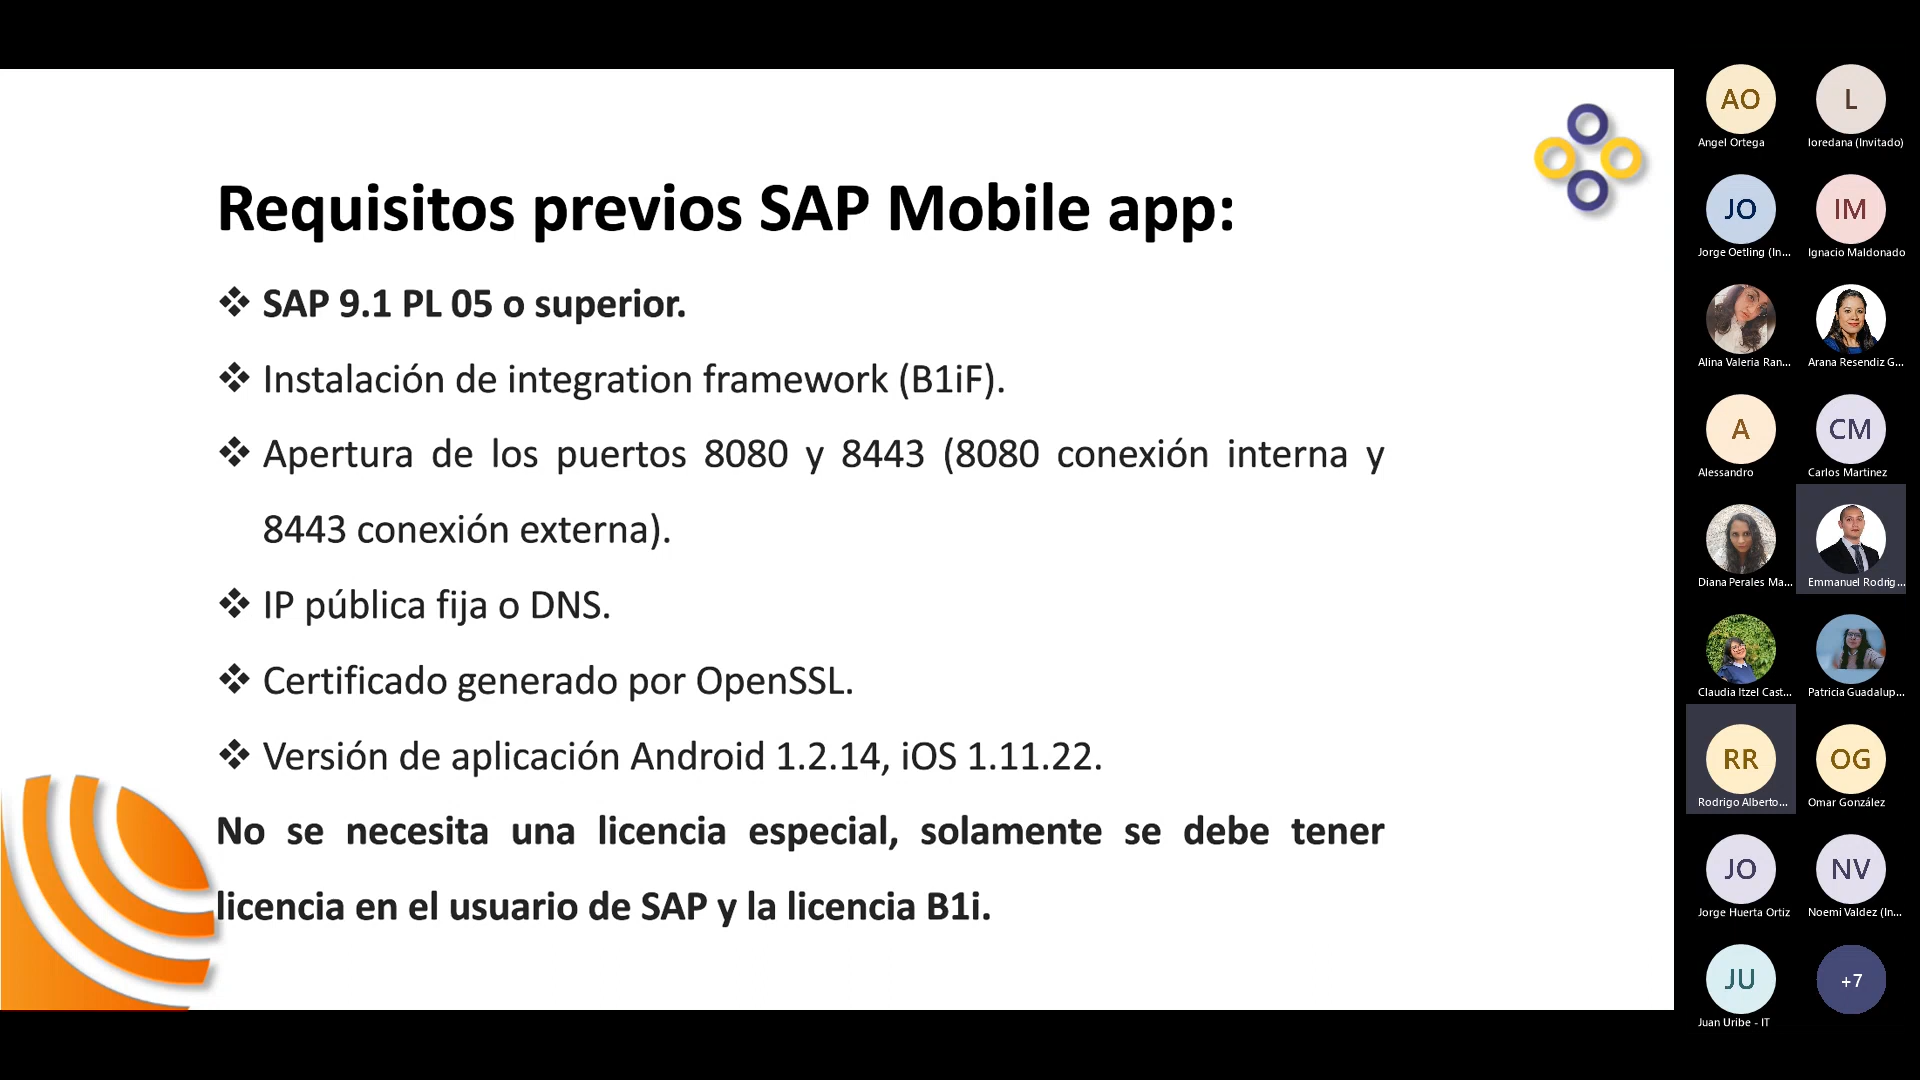 Requisitos previos SAP Mobile app:
❖ SAP 9.1 PL 05 o superior.
❖ Instalación de integration framework (B1iF).
❖ Apertura de los puertos 8080 y 8443 (8080 conexión interna y
8443 conexión externa).
❖ IP pública fija o DNS.
❖ Certificado generado por OpenSSL.
❖ Versión de aplicación Android 1.2.14, iOS 1.11.22.
No se necesita una licencia especial, solamente se debe tener
licencia en el usuario de SAP y la licencia B1i.
AO
Angel Ortega
L
loredana (Invitado)
JO
Jorge Oetling (In...
IM
Ignacio Maldonado
Alina Valeria Ran...
Arana Resendiz G...
A
Alessandro
CM
Carlos Martinez
Diana Perales Ma...
Emmanuel Rodrig...
Claudia Itzel Cast...
Patricia Guadalup...
RR
Rodrigo Alberto...
OG
Omar González
JO
Jorge Huerta Ortiz
NV
Noemí Valdez (In...
JU
Juan Uribe - IT
+7